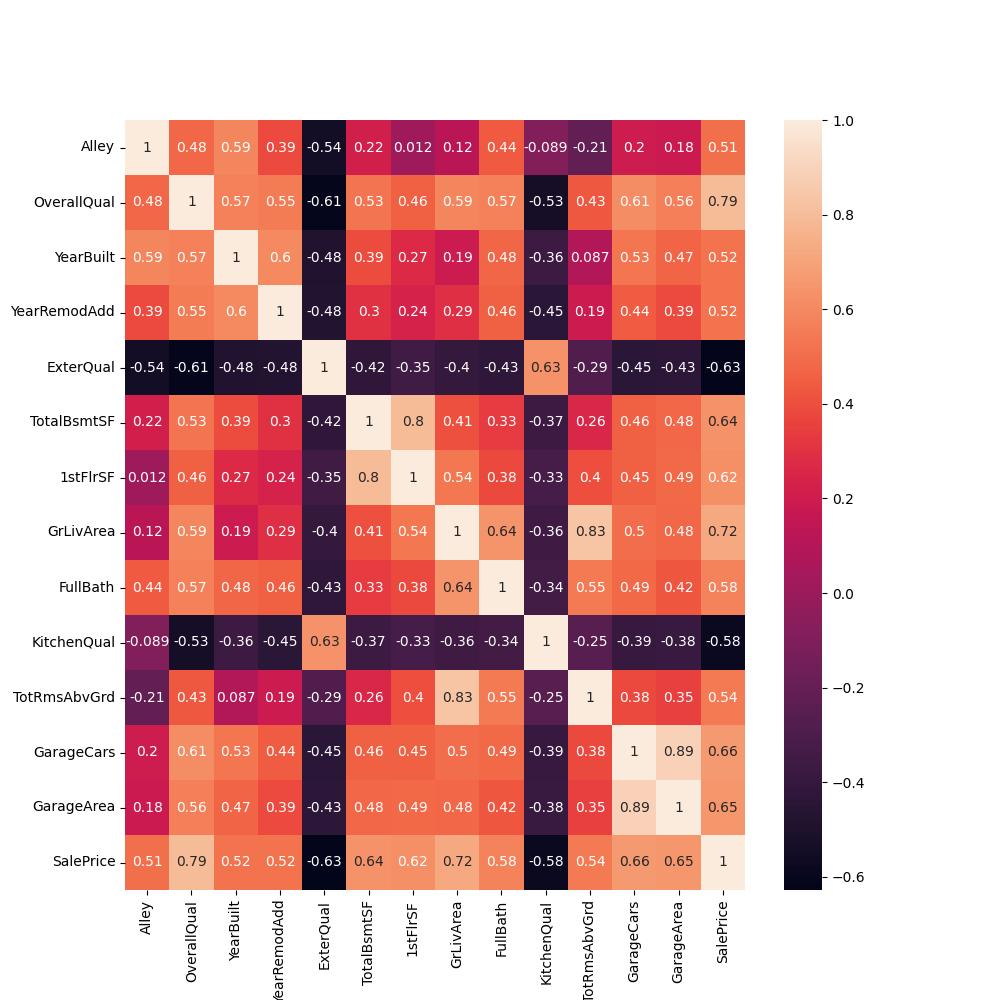 Alley 1 0.48 0.59 0.39 -0.54 0.22 0.012 0.12 0.44 -0.089 -0.21 0.2 0.18 0.51
OverallQual 0.48 1 0.57 0.55 -0.61 0.53 0.46 0.59 0.57 -0.53 0.43 0.61 0.56 0.79
YearBuilt 0.59 0.57 1 0.6 -0.48 0.39 0.27 0.19 0.48 -0.36 0.087 0.53 0.47 0.52
YearRemodAdd 0.39 0.55 0.6 1 -0.48 0.3 0.24 0.29 0.46 -0.45 0.19 0.44 0.39 0.52
ExterQual -0.54 -0.61 -0.48 -0.48 1 -0.42 -0.35 -0.4 -0.43 0.63 -0.29 -0.45 -0.43 -0.63
TotalBsmtSF 0.22 0.53 0.39 0.3 -0.42 1 0.8 0.41 0.33 -0.37 0.26 0.46 0.48 0.64
1stFlrSF 0.012 0.46 0.27 0.24 -0.35 0.8 1 0.54 0.38 -0.33 0.4 0.45 0.49 0.62
GrLivArea 0.12 0.59 0.19 0.29 -0.4 0.41 0.54 1 0.64 -0.36 0.83 0.5 0.48 0.72
FullBath 0.44 0.57 0.48 0.46 -0.43 0.33 0.38 0.64 1 -0.34 0.55 0.49 0.42 0.58
KitchenQual -0.089 -0.53 -0.36 -0.45 0.63 -0.37 -0.33 -0.36 -0.34 1 -0.25 -0.39 -0.38 -0.58
TotRmsAbvGrd -0.21 0.43 0.087 0.19 -0.29 0.26 0.4 0.83 0.55 -0.25 1 0.38 0.35 0.54
GarageCars 0.2 0.61 0.53 0.44 -0.45 0.46 0.45 0.5 0.49 -0.39 0.38 1 0.89 0.66
GarageArea 0.18 0.56 0.47 0.39 -0.43 0.48 0.49 0.48 0.42 -0.38 0.35 0.89 1 0.65
SalePrice 0.51 0.79 0.52 0.52 -0.63 0.64 0.62 0.72 0.58 -0.58 0.54 0.66 0.65 1
Alley
OverallQual
YearBuilt
earRemodAdd
ExterQual
TotalBsmtSF
1stFlrSF
GrLivArea
FullBath
KitchenQual
TotRmsAbvGrd
GarageCars
GarageArea
SalePrice
1.0
0.8
0.6
0.4
0.2
0.0
−0.2
−0.4
−0.6